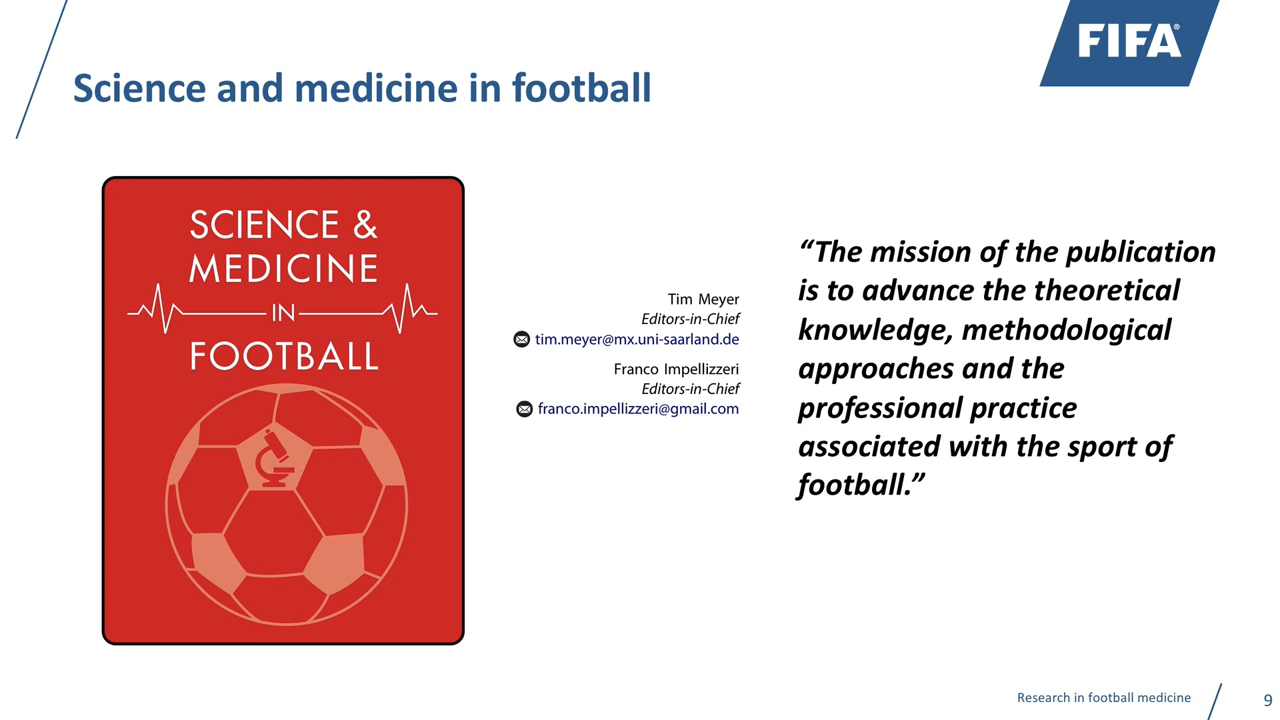 FIFA®
Science and medicine in football
SCIENCE &
MEDICINE
IN
FOOTBALL
Tim Meyer
Editors-in-Chief
tim.meyer@mx.uni-saarland.de
Franco Impellizzeri
Editors-in-Chief
franco.impellizzeri@gmail.com
“The mission of the publication
is to advance the theoretical
knowledge, methodological
approaches and the
professional practice
associated with the sport of
football.”
Research in football medicine
9